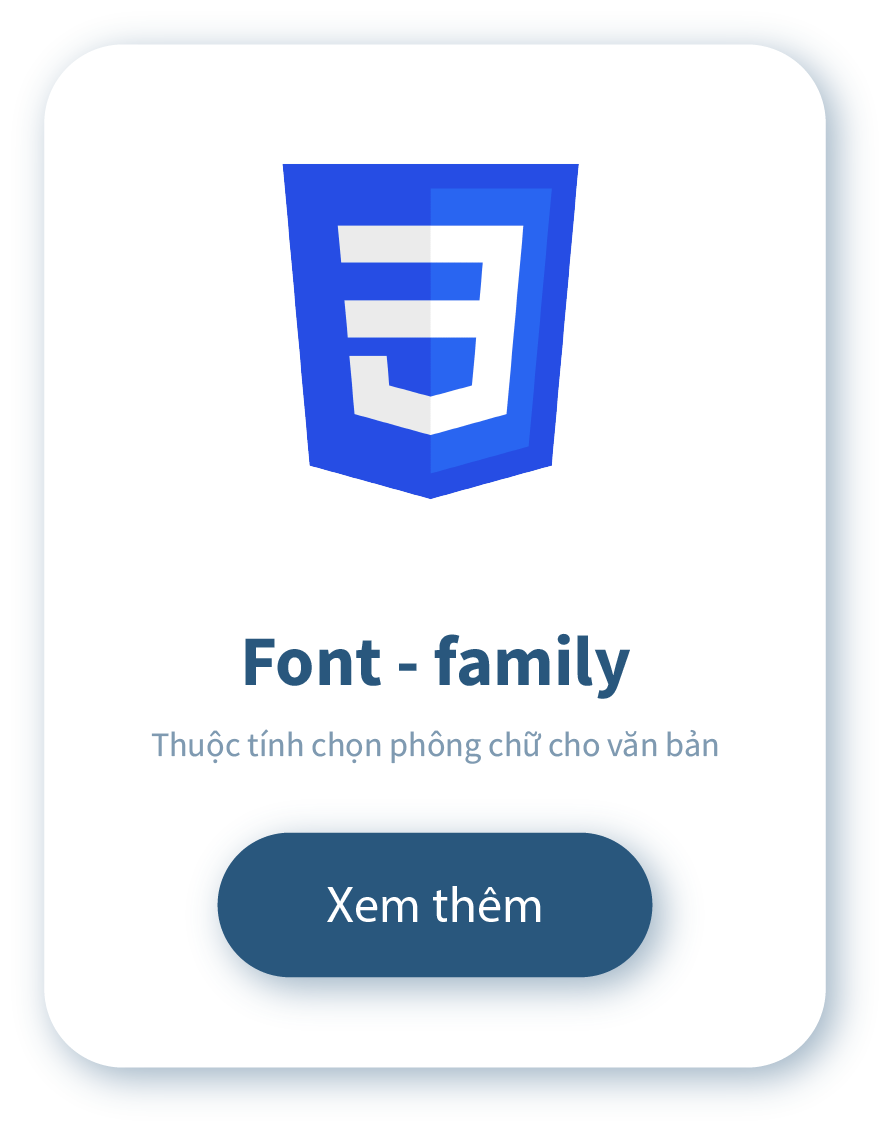 Font - family
Thuộc tính chọn phông chữ cho văn bản
Xem thêm